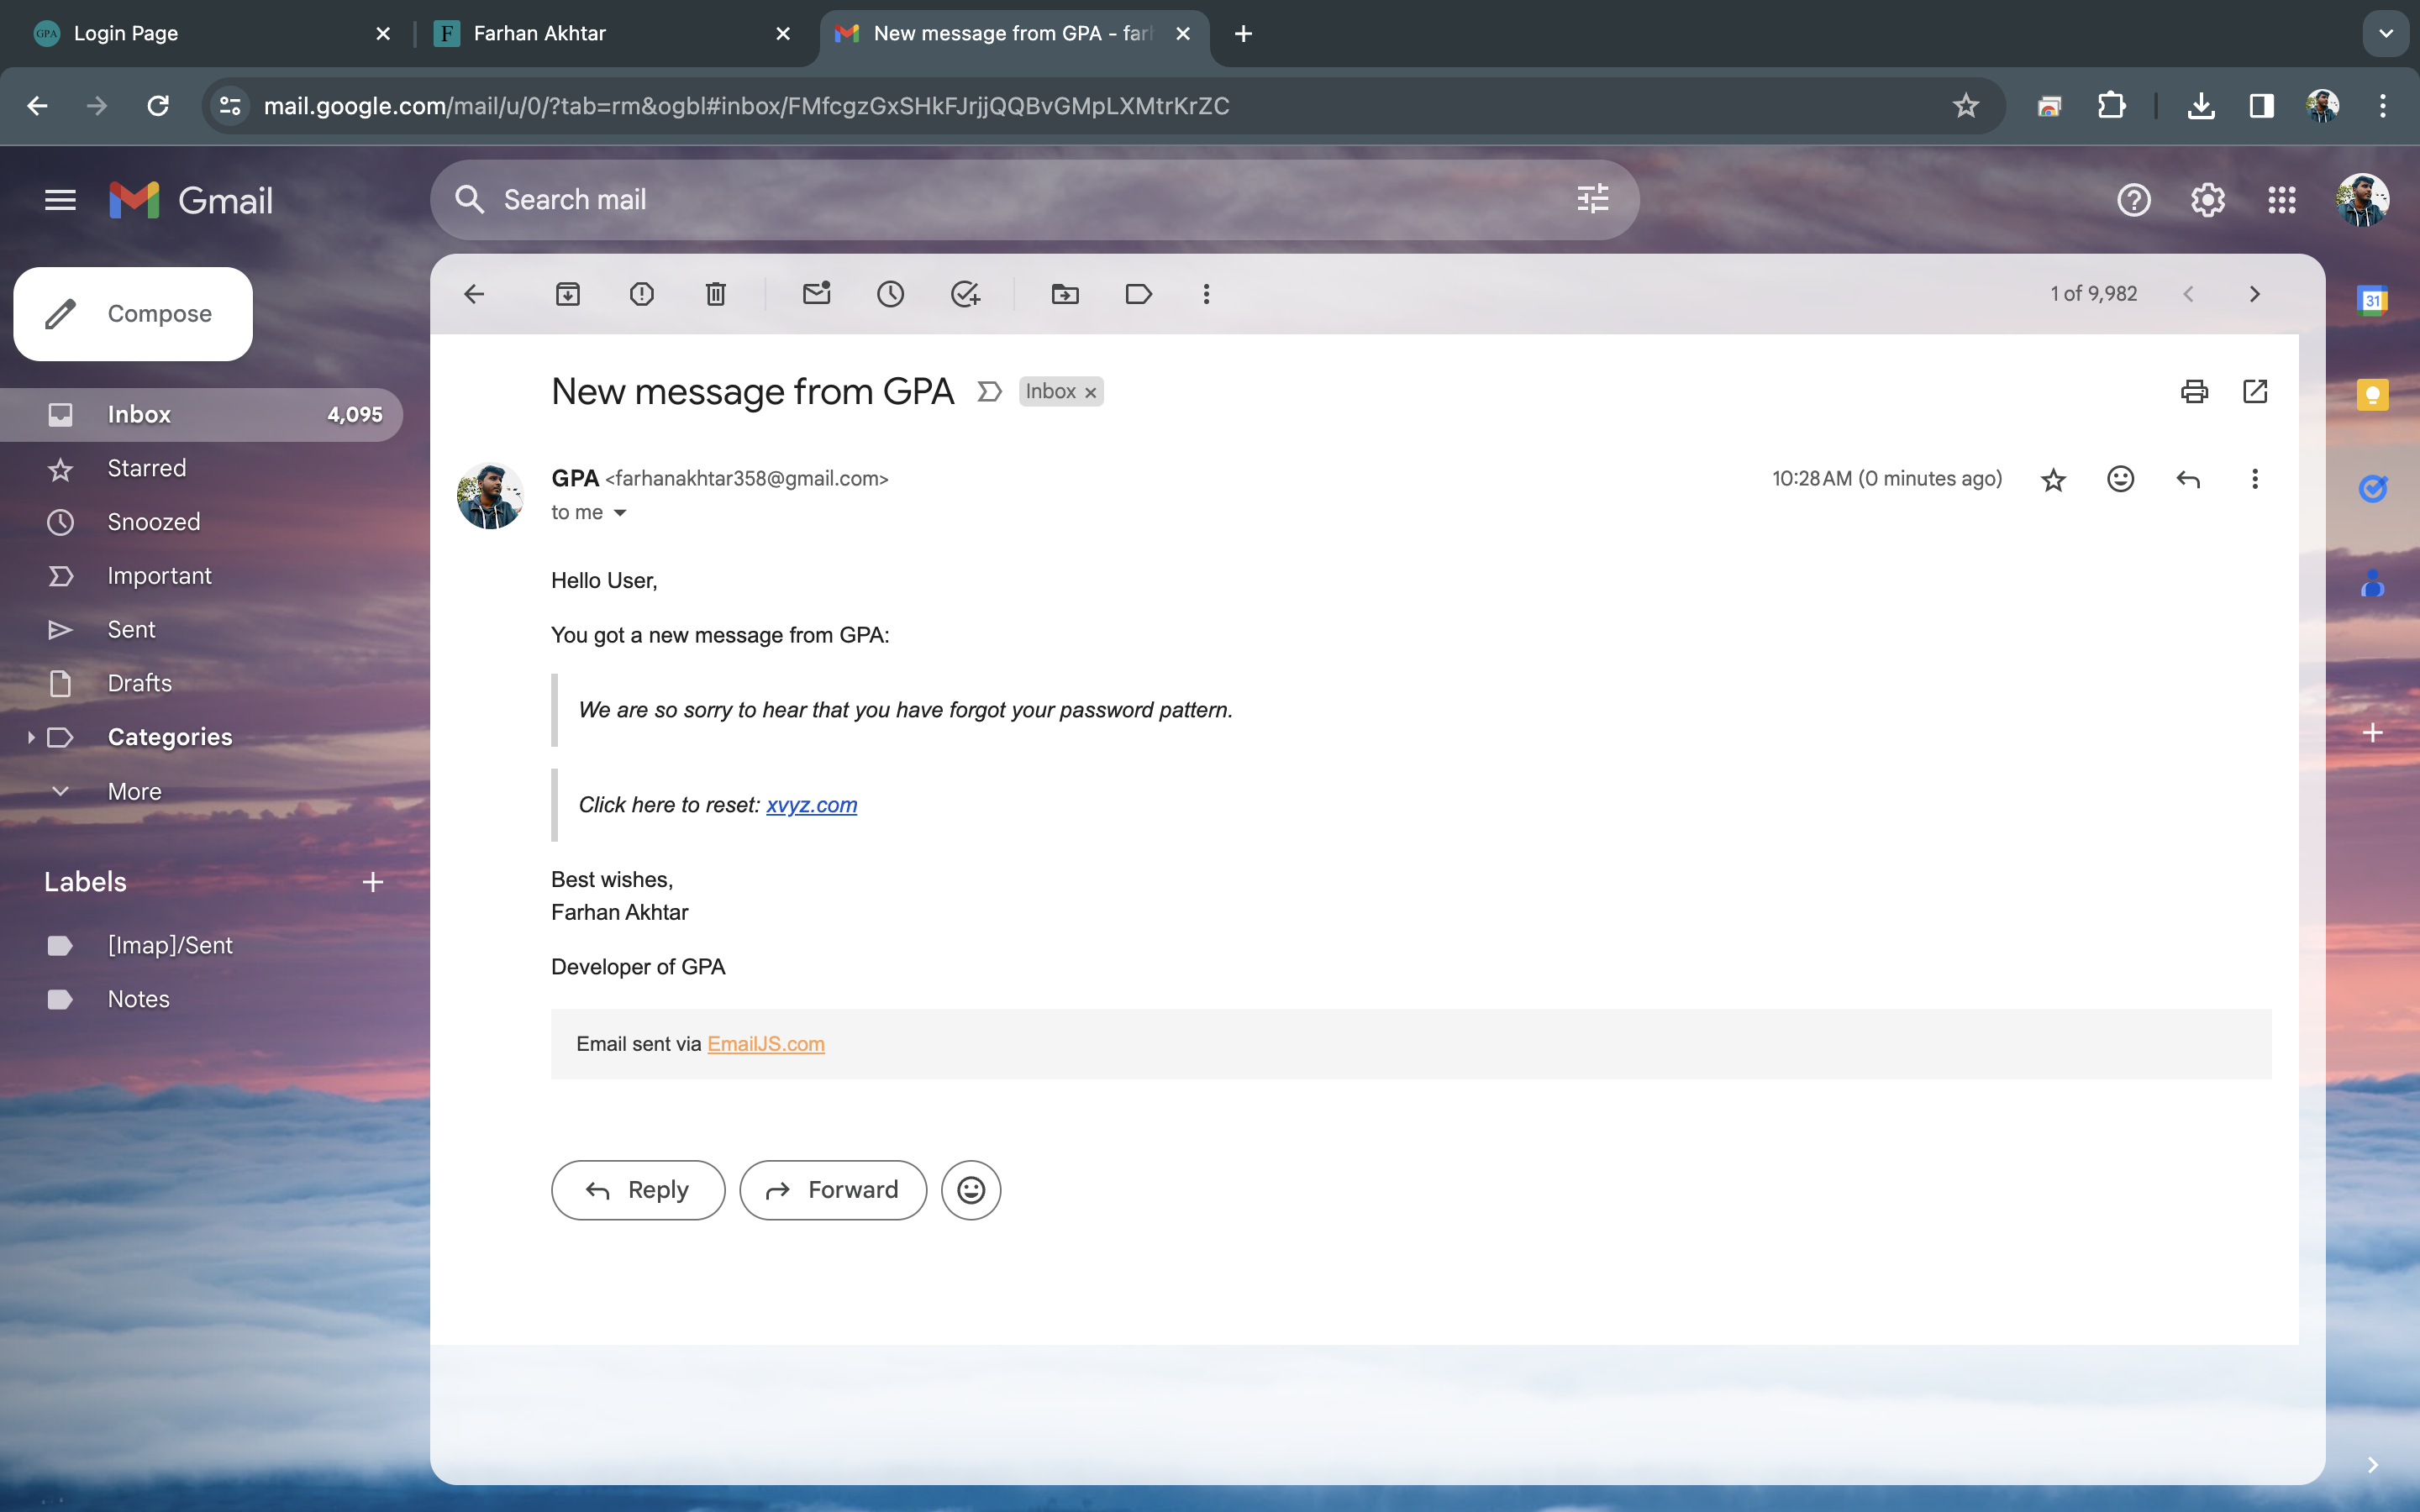 GPA Login Page
F Farhan Akhtar
New message from GPA - far
mail.google.com/mail/u/0/?tab=rm&ogbl#inbox/FMfcgzGxSHkFJrjjQQBvGMpLXMtrKrZC
Gmail
Search mail
Compose
1 of 9,982
31
Inbox 4,095
Starred
Snoozed
Important
Sent
Drafts
Categories
More
Labels
[Imap]/Sent
Notes
New message from GPA
Inbox
GPA <farhanakhtar358@gmail.com>
10:28 AM (0 minutes ago)
to me
Hello User,
You got a new message from GPA:
We are so sorry to hear that you have forgot your password pattern.
Click here to reset: xvyz.com
Best wishes,
Farhan Akhtar
Developer of GPA
Email sent via EmailJS.com
Reply
Forward